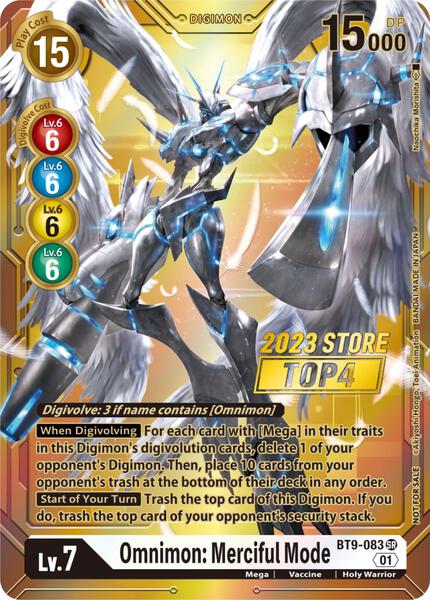 DIGIMON
Play Cost
15
DP
15000
Digivolve Cost
Lv.6
6
Lv.6
6
Lv.6
6
Lv.6
6
Naochika Morishita
©Akiyoshi Hongo, Toei Animation BANDAI MADE IN JAPAN
NOT FOR SALE
2023 STORE
TOP4
Digivolve: 3 if name contains [Omnimon]
When Digivolving For each card with [Mega] in their traits
in this Digimon's digivolution cards, delete 1 of your
opponent's Digimon. Then, place 10 cards from your
opponent's trash at the bottom of their deck in any order.
Start of Your Turn Trash the top card of this Digimon. If you
do, trash the top card of your opponent's security stack.
Lv.7
Omnimon: Merciful Mode
BT9-083 SR
01
Mega | Vaccine | Holy Warrior